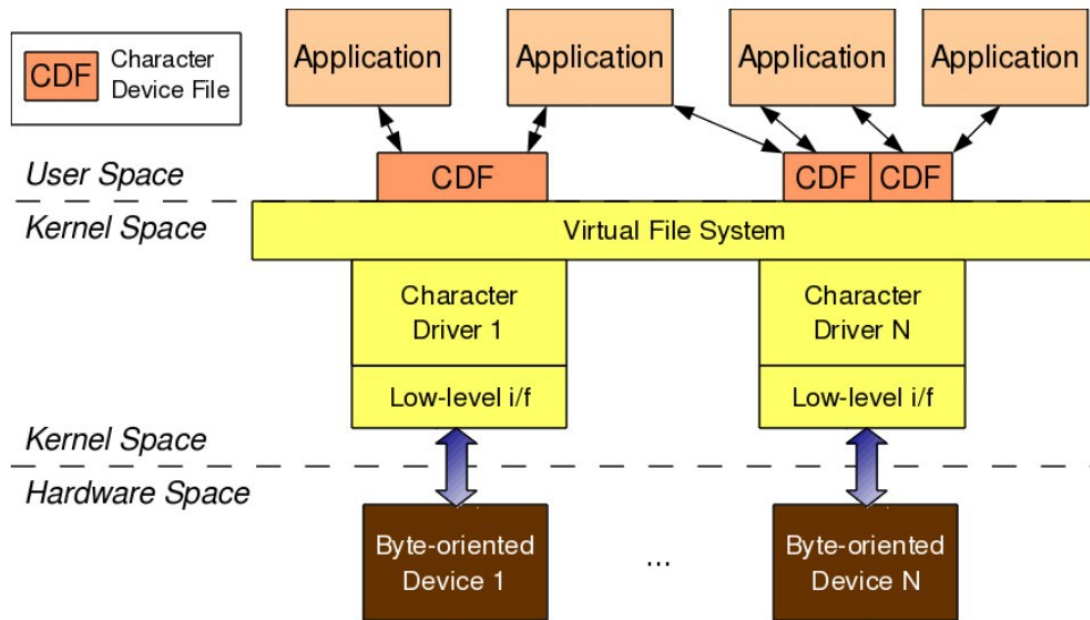 CDF
Character
Device File
Application
Application
Application
Application
User Space
CDF
CDF
CDF
Kernel Space
Virtual File System
Character
Driver 1
Character
Driver N
Low-level i/f
Low-level i/f
Kernel Space
Hardware Space
Byte-oriented
Device 1
...
Byte-oriented
Device N